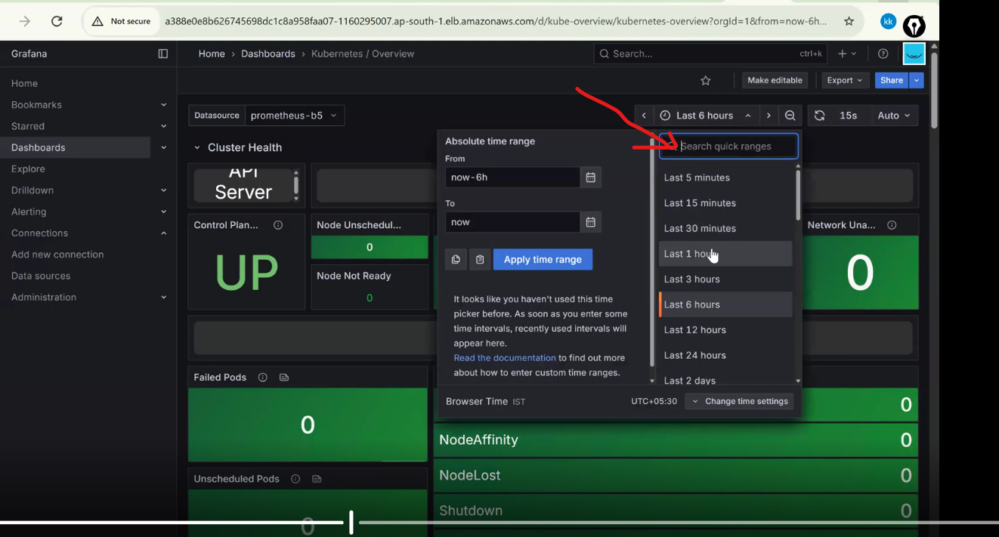 Not secure
a388e0e8b626745698dc1c8a958faa07-1160295007.ap-south-1.elb.amazonaws.com/d/kube-overview/kubernetes-overview?orgId=1&from=now-6h...
kk
Grafana
Home › Dashboards › Kubernetes / Overview
Search...
ctrl+k
Home
Bookmarks
Starred
Dashboards
Explore
Drilldown
Alerting
Connections
Add new connection
Data sources
Administration
Make editable
Export
Share
Datasource
prometheus-b5
Last 6 hours
15s
Auto
Cluster Health
API
Server
Control Plan...
UP
Node Unschedul...
0
Node Not Ready
0
Absolute time range
From
now-6h
To
now
Apply time range
It looks like you haven't used this time
picker before. As soon as you enter some
time intervals, recently used intervals will
appear here.
Read the documentation to find out more
about how to enter custom time ranges.
Search quick ranges
Last 5 minutes
Last 15 minutes
Last 30 minutes
Last 1 hour
Last 3 hours
Last 6 hours
Last 12 hours
Last 24 hours
Last 2 days
Browser Time IST
UTC+05:30
Change time settings
Network Una...
0
Failed Pods
0
Unscheduled Pods
0
0
NodeAffinity
0
NodeLost
0
Shutdown
0